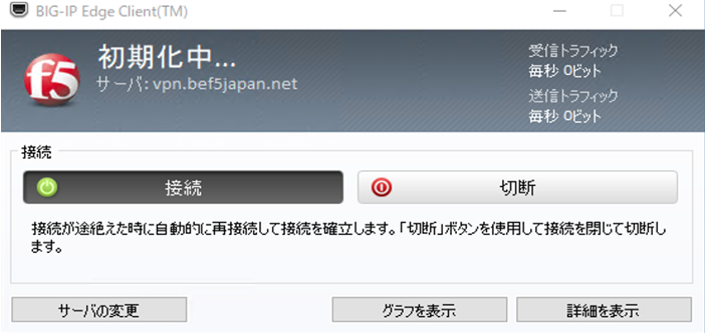 BIG-IP Edge Client(TM)
初期化中...
サーバ: vpn.bef5japan.net
受信トラフィック
毎秒 0ビット
送信トラフィック
毎秒 0ビット
f5
接続
接続
切断
接続が途絶えた時に自動的に再接続して接続を確立します。「切断」ボタンを使用して接続を閉じて切断し
ます。
サーバの変更
グラフを表示
詳細を表示